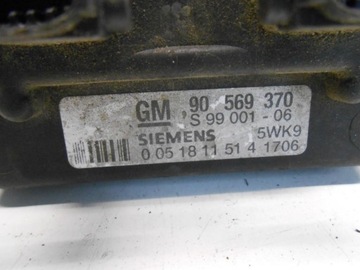 GM 90 569 370
S 99 001 - 06
SIEMENS 5WK9
0 05 18 11 51 4 1706